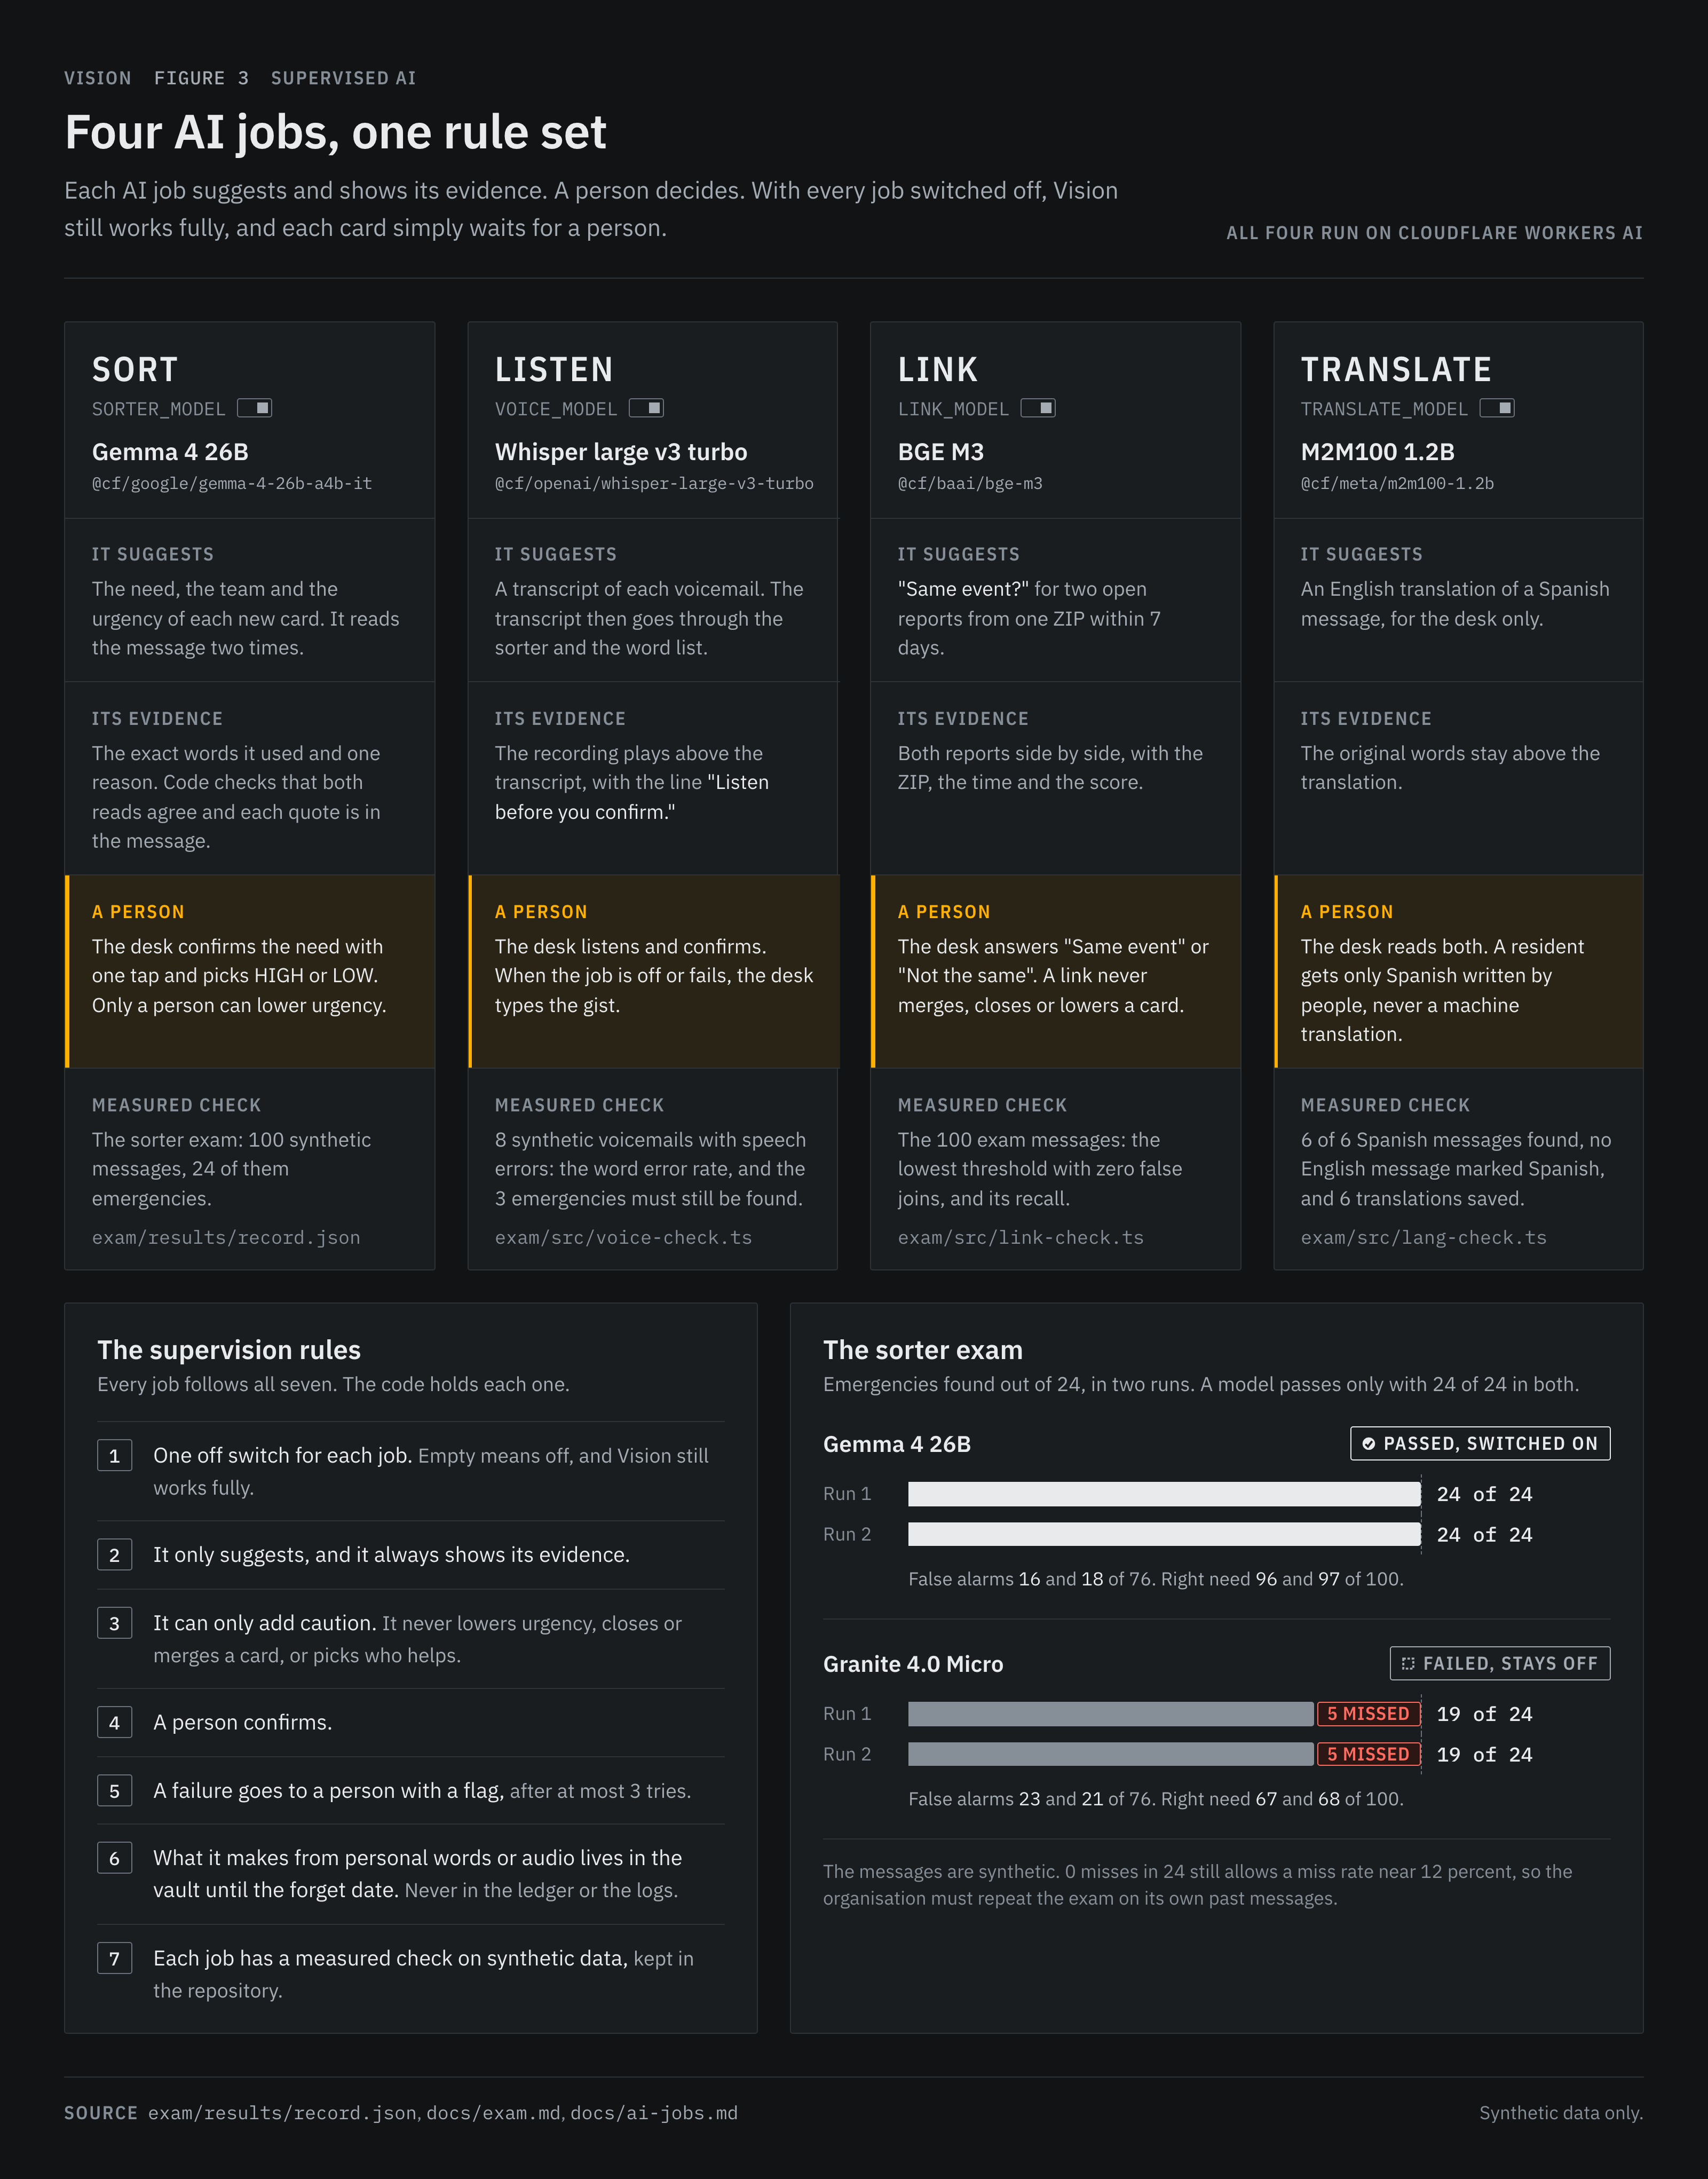 VISION FIGURE 3 SUPERVISED AI
Four AI jobs, one rule set
Each AI job suggests and shows its evidence. A person decides. With every job switched off, Vision
still works fully, and each card simply waits for a person.
ALL FOUR RUN ON CLOUDFLARE WORKERS AI
SORT
SORTER_MODEL
Gemma 4 26B
@cf/google/gemma-4-26b-a4b-it
IT SUGGESTS
The need, the team and the
urgency of each new card. It reads
the message two times.
ITS EVIDENCE
The exact words it used and one
reason. Code checks that both
reads agree and each quote is in
the message.
A PERSON
The desk confirms the need with
one tap and picks HIGH or LOW.
Only a person can lower urgency.
MEASURED CHECK
The sorter exam: 100 synthetic
messages, 24 of them
emergencies.
exam/results/record.json
LISTEN
VOICE_MODEL
Whisper large v3 turbo
@cf/openai/whisper-large-v3-turbo
IT SUGGESTS
A transcript of each voicemail. The
transcript then goes through the
sorter and the word list.
ITS EVIDENCE
The recording plays above the
transcript, with the line "Listen
before you confirm."
A PERSON
The desk listens and confirms.
When the job is off or fails, the desk
types the gist.
MEASURED CHECK
8 synthetic voicemails with speech
errors: the word error rate, and the
3 emergencies must still be found.
exam/src/voice-check.ts
LINK
LINK_MODEL
BGE M3
@cf/baai/bge-m3
IT SUGGESTS
"Same event?" for two open
reports from one ZIP within 7
days.
ITS EVIDENCE
Both reports side by side, with the
ZIP, the time and the score.
A PERSON
The desk answers "Same event" or
"Not the same". A link never
merges, closes or lowers a card.
MEASURED CHECK
The 100 exam messages: the
lowest threshold with zero false
joins, and its recall.
exam/src/link-check.ts
TRANSLATE
TRANSLATE_MODEL
M2M100 1.2B
@cf/meta/m2m100-1.2b
IT SUGGESTS
An English translation of a Spanish
message, for the desk only.
ITS EVIDENCE
The original words stay above the
translation.
A PERSON
The desk reads both. A resident
gets only Spanish written by
people, never a machine
translation.
MEASURED CHECK
6 of 6 Spanish messages found, no
English message marked Spanish,
and 6 translations saved.
exam/src/lang-check.ts
The supervision rules
Every job follows all seven. The code holds each one.
1 One off switch for each job. Empty means off, and Vision still
works fully.
2 It only suggests, and it always shows its evidence.
3 It can only add caution. It never lowers urgency, closes or
merges a card, or picks who helps.
4 A person confirms.
5 A failure goes to a person with a flag, after at most 3 tries.
6 What it makes from personal words or audio lives in the
vault until the forget date. Never in the ledger or the logs.
7 Each job has a measured check on synthetic data, kept in
the repository.
The sorter exam
Emergencies found out of 24, in two runs. A model passes only with 24 of 24 in both.
Gemma 4 26B PASSED, SWITCHED ON
Run 1 24 of 24
Run 2 24 of 24
False alarms 16 and 18 of 76. Right need 96 and 97 of 100.
Granite 4.0 Micro FAILED, STAYS OFF
Run 1 5 MISSED 19 of 24
Run 2 5 MISSED 19 of 24
False alarms 23 and 21 of 76. Right need 67 and 68 of 100.
The messages are synthetic. 0 misses in 24 still allows a miss rate near 12 percent, so the
organisation must repeat the exam on its own past messages.
SOURCE exam/results/record.json, docs/exam.md, docs/ai-jobs.md
Synthetic data only.